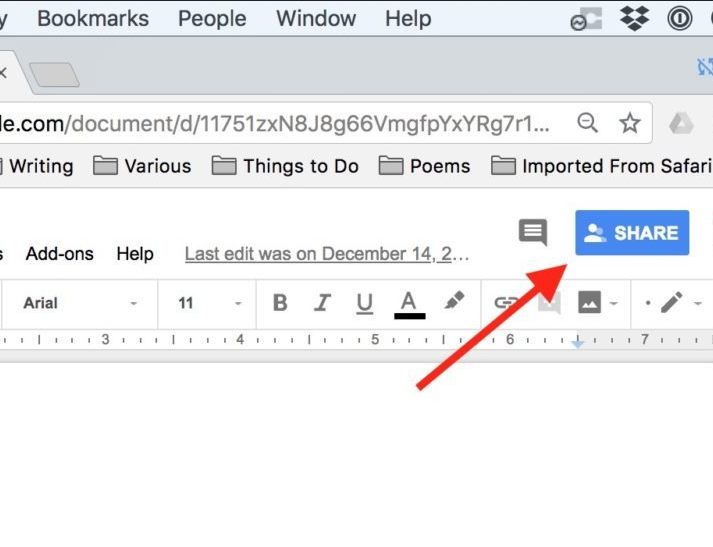 Bookmarks People Window Help
le.com/document/d/11751zxN8J8g66VmgfpYxYRg7r1...
Writing Various Things to Do Poems Imported From Safari
SHARE
Add-ons Help Last edit was on December 14, 2...
Arial 11 B I U A
3 4 5 6 7